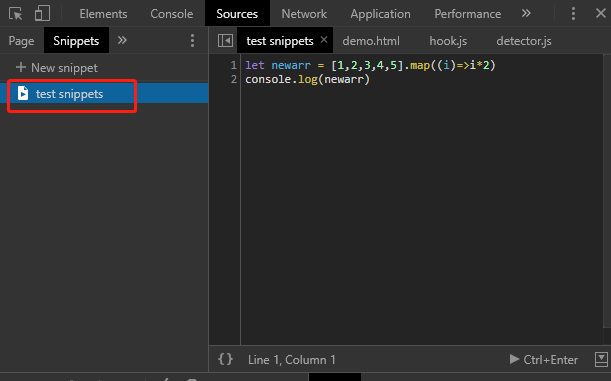 Elements Console Sources Network Application Performance »
Page Snippets »
test snippets × demo.html hook.js detector.js
+ New snippet
test snippets
1 let newarr = [1,2,3,4,5].map((i)=>i*2)
2 console.log(newarr)
{} Line 1, Column 1 Ctrl+Enter